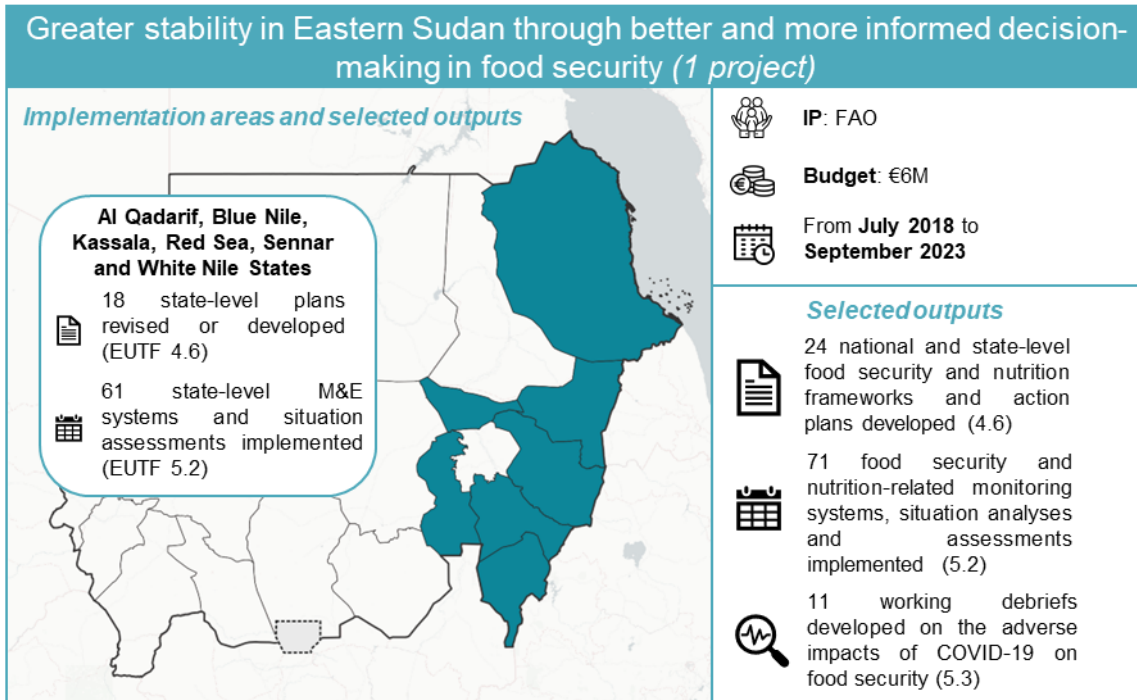 Greater stability in Eastern Sudan through better and more informed decision-
making in food security (1 project)
Implementation areas and selected outputs
Al Qadarif, Blue Nile,
Kassala, Red Sea, Sennar
and White Nile States
18 state-level plans
revised or developed
(EUTF 4.6)
61 state-level M&E
systems and situation
assessments implemented
(EUTF 5.2)
IP: FAO
Budget: €6M
From July 2018 to
September 2023
Selected outputs
24 national and state-level
food security and nutrition
frameworks and action
plans developed (4.6)
71 food security and
nutrition-related monitoring
systems, situation analyses
and assessments
implemented (5.2)
11 working debriefs
developed on the adverse
impacts of COVID-19 on
food security (5.3)